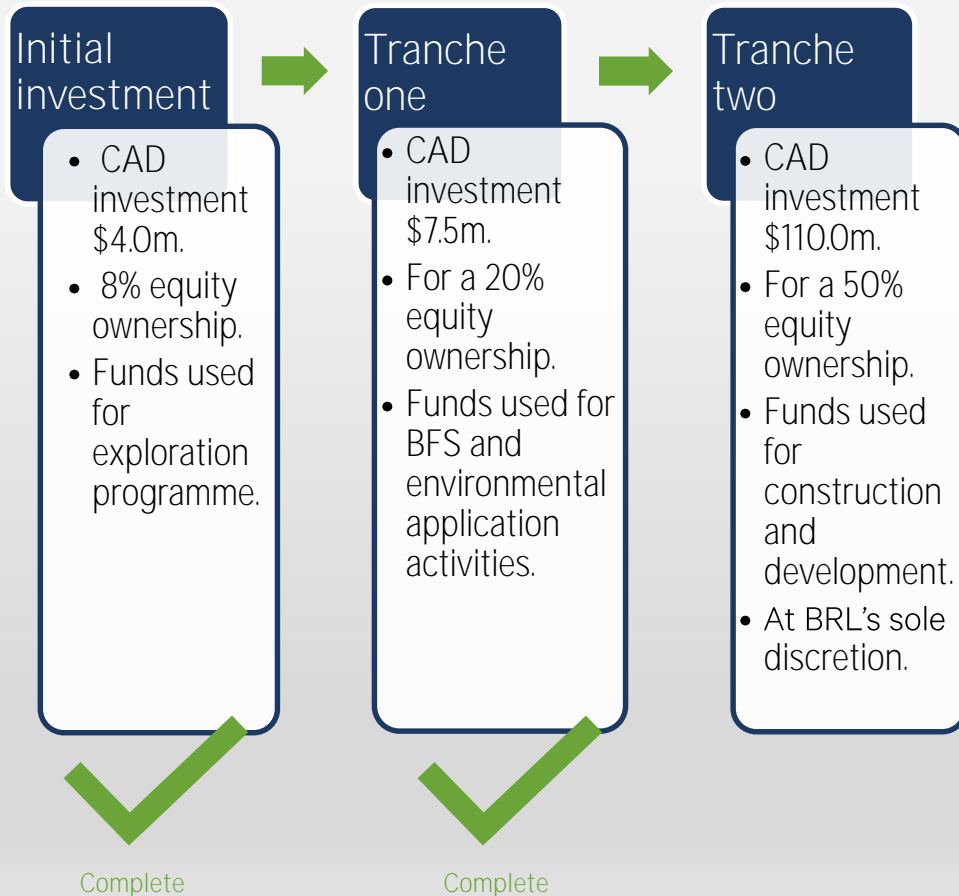 Initial
investment
• CAD
investment
$4.0m.
• 8% equity
ownership.
• Funds used
for
exploration
programme.
Complete
Tranche
one
• CAD
investment
$7.5m.
• For a 20%
equity
ownership.
• Funds used for
BFS and
environmental
application
activities.
Complete
Tranche
two
• CAD
investment
$110.0m.
• For a 50%
equity
ownership.
• Funds used
for
construction
and
development.
• At BRL's sole
discretion.